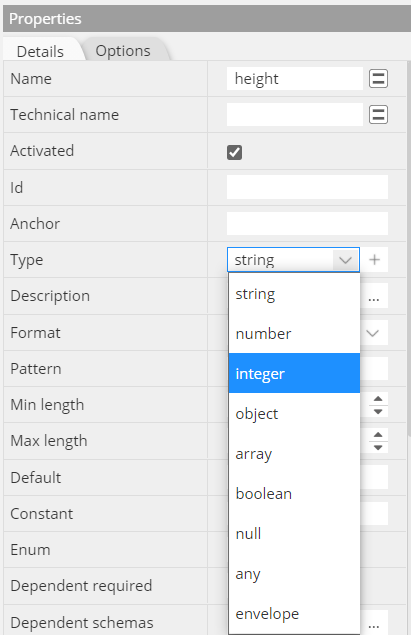 Properties
Details Options
Name height
Technical name
Activated
Id
Anchor
Type string
string
Description ...
number
Format
Pattern
integer
Min length
object
Max length
array
Default
boolean
Constant
null
Enum
any
Dependent required
envelope
Dependent schemas ...